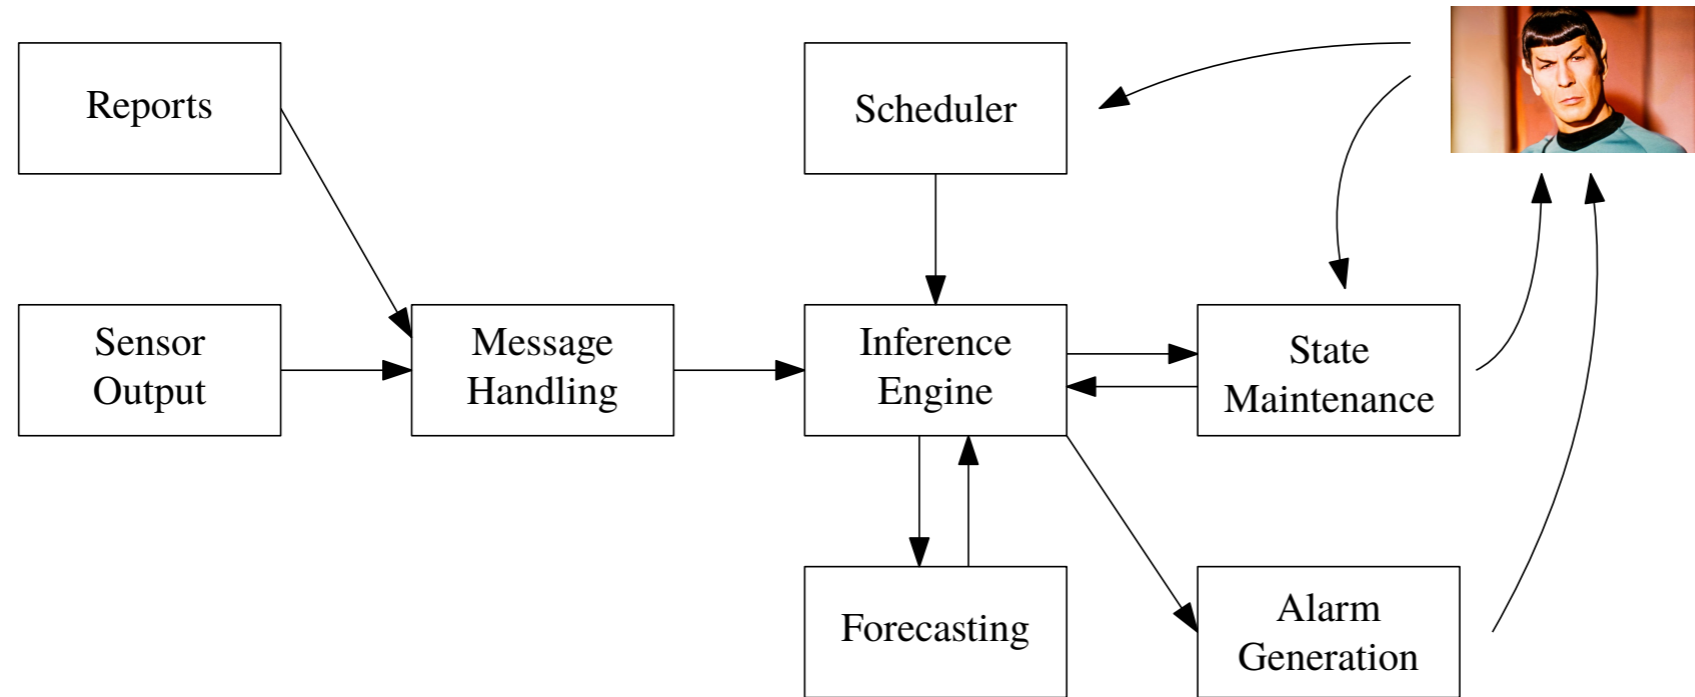 Reports
Scheduler
Sensor
Output
Message
Handling
Inference
Engine
State
Maintenance
Forecasting
Alarm
Generation